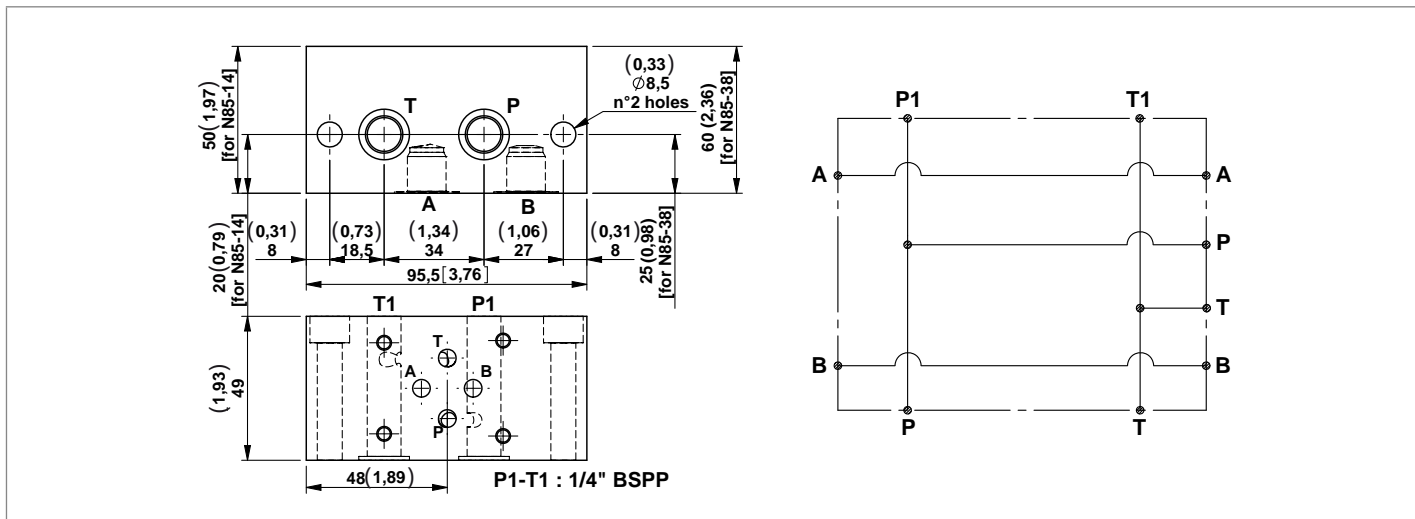 50(1,97)
[for N85-14]
T
P
(0,33)
Ø8,5
n°2 holes
60 (2,36)
[for N85-38]
A
B
20(0,79)
[for N85-14]
(0,31)
8
(0,73)
18,5
(1,34)
34
(1,06)
27
(0,31)
8
25(0,98)
[for N85-38]
95,5[3,76]
T1
P1
T
A
B
P
(1,93)
49
48(1,89)
P1-T1 : 1/4" BSPP
P1
T1
A
A
P
T
B
B
P
T